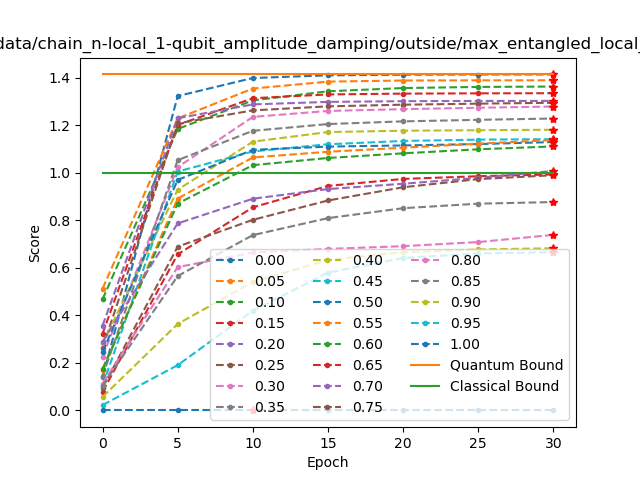 data/chain_n-local_1-qubit_amplitude_damping/outside/max_entangled_local_
Score
1.4
1.2
1.0
0.8
0.6
0.4
0.2
0.0
0 5 10 15 20 25 30
Epoch
0.00 0.40 0.80
0.05 0.45 0.85
0.10 0.50 0.90
0.15 0.55 0.95
0.20 0.60 1.00
0.25 0.65 Quantum Bound
0.30 0.70 Classical Bound
0.35 0.75